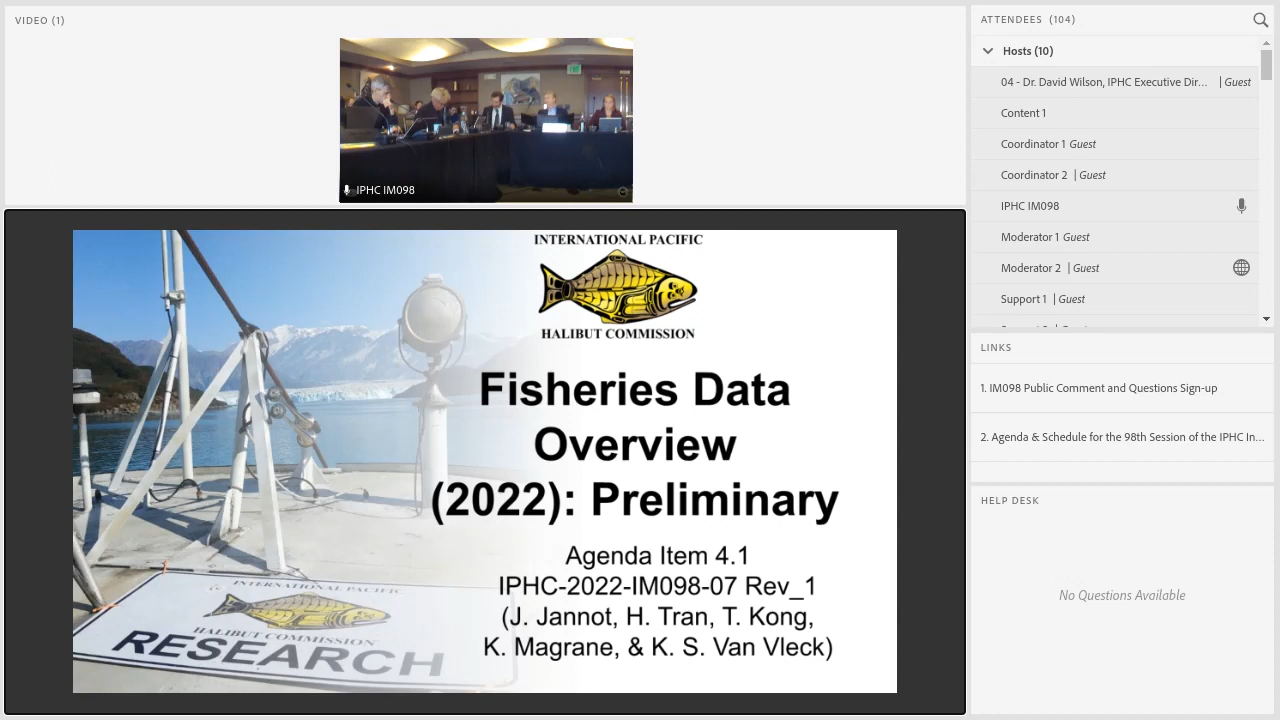 VIDEO (1)
IPHC IM098
INTERNATIONAL PACIFIC
HALIBUT COMMISSION
Fisheries Data
Overview
(2022): Preliminary
Agenda Item 4.1
IPHC-2022-IM098-07 Rev_1
(J. Jannot, H. Tran, T. Kong,
K. Magrane, & K. S. Van Vleck)
INTERNATIONAL PACIFIC
HALIBUT COMMISSION
RESEARCH
ATTENDEES (104)
Hosts (10)
04 - Dr. David Wilson, IPHC Executive Dir... | Guest
Content 1
Coordinator 1 Guest
Coordinator 2 | Guest
IPHC IM098
Moderator 1 Guest
Moderator 2 | Guest
Support 1 | Guest
LINKS
1. IM098 Public Comment and Questions Sign-up
2. Agenda & Schedule for the 98th Session of the IPHC In...
HELP DESK
No Questions Available